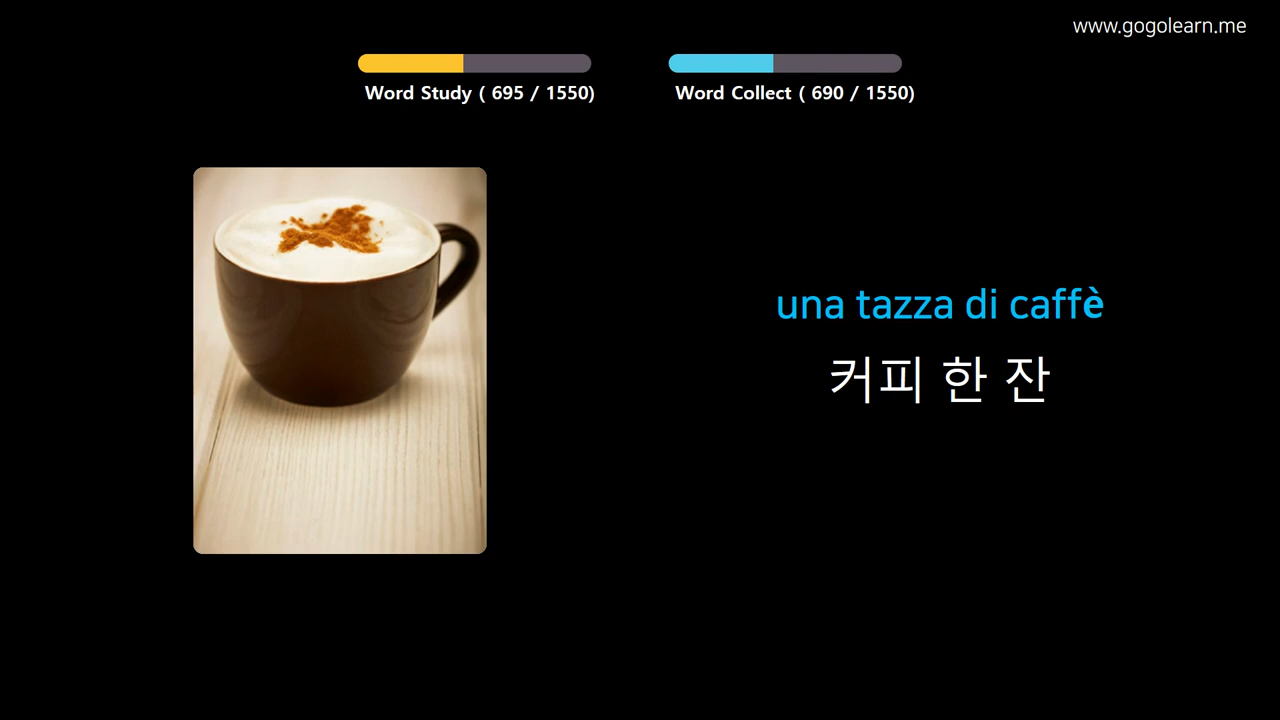 www.gogolearn.me
Word Study ( 695 / 1550)
Word Collect ( 690 / 1550)
una tazza di caffè
커피 한 잔